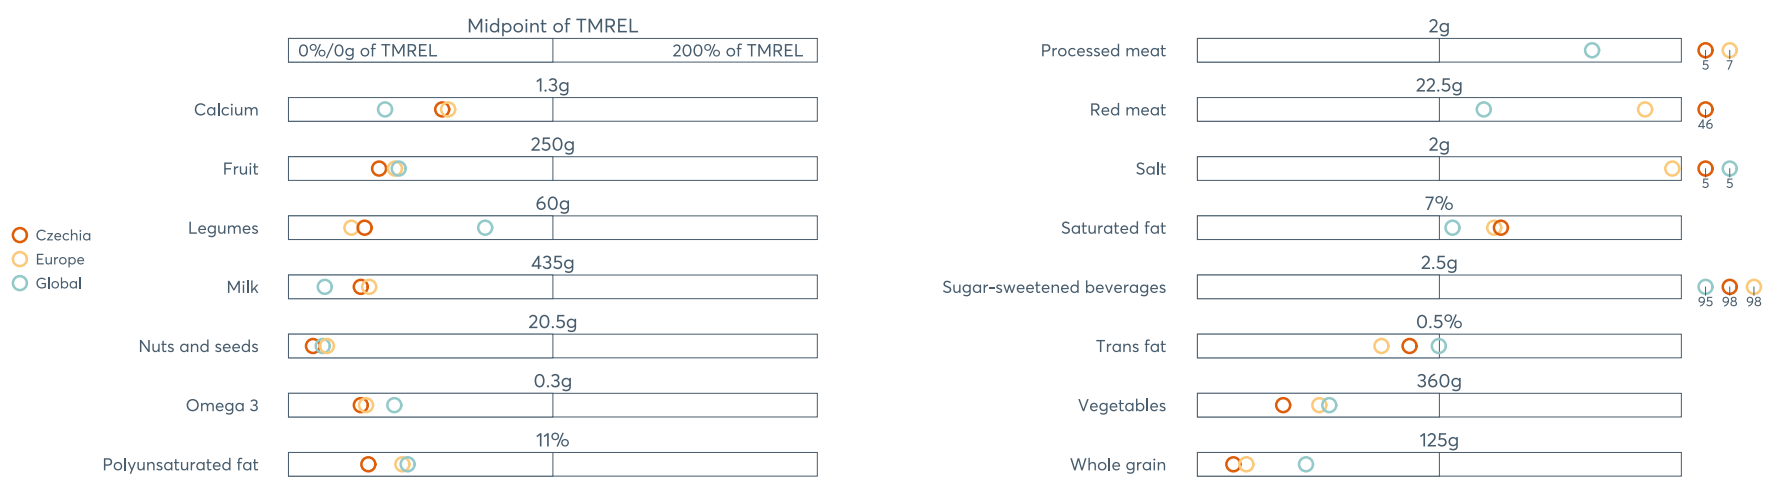 Midpoint of TMREL
0%/0g of TMREL
200% of TMREL
1.3g
Calcium
250g
Fruit
60g
Legumes
435g
Milk
20.5g
Nuts and seeds
0.3g
Omega 3
11%
Polyunsaturated fat
Czechia
Europe
Global
2g
Processed meat
5 7
22.5g
Red meat
46
2g
Salt
5 5
7%
Saturated fat
2.5g
Sugar-sweetened beverages
95 98 98
0.5%
Trans fat
360g
Vegetables
125g
Whole grain